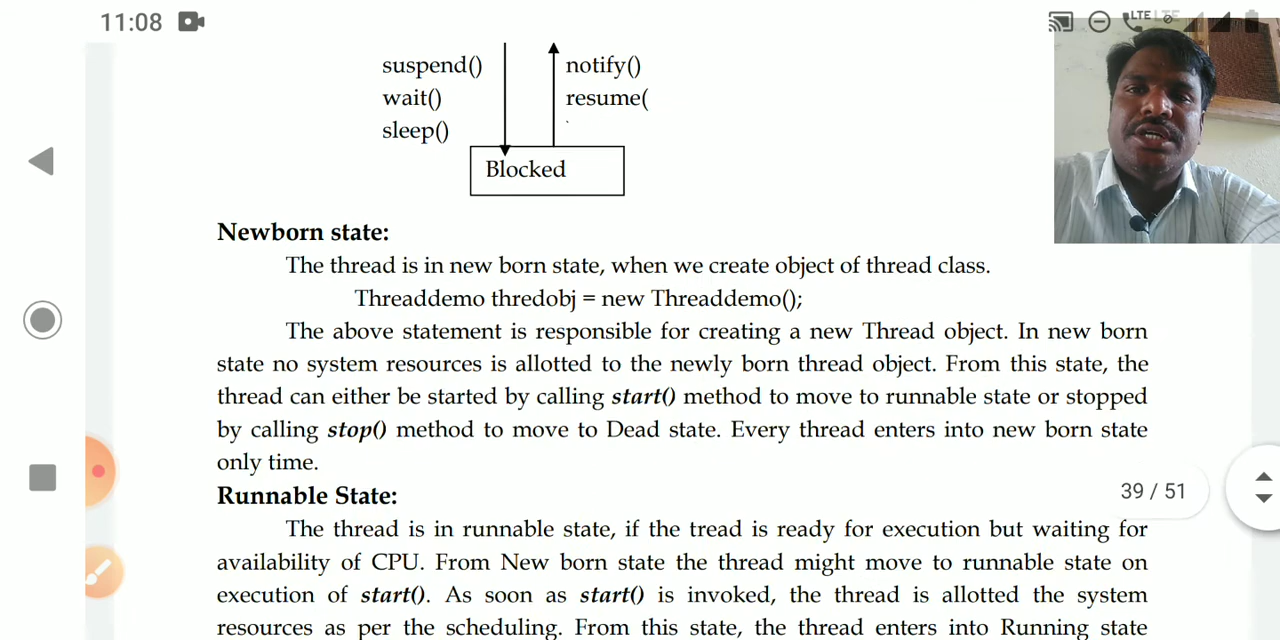 11:08
LTE LTE
suspend()
notify()
wait()
resume(
sleep()
Blocked
Newborn state:
The thread is in new born state, when we create object of thread class.
Threaddemo thredobj = new Threaddemo();
The above statement is responsible for creating a new Thread object. In new born
state no system resources is allotted to the newly born thread object. From this state, the
thread can either be started by calling start() method to move to runnable state or stopped
by calling stop() method to move to Dead state. Every thread enters into new born state
only time.
Runnable State:
39 / 51
The thread is in runnable state, if the tread is ready for execution but waiting for
availability of CPU. From New born state the thread might move to runnable state on
execution of start(). As soon as start() is invoked, the thread is allotted the system
resources as per the scheduling. From this state, the thread enters into Running state